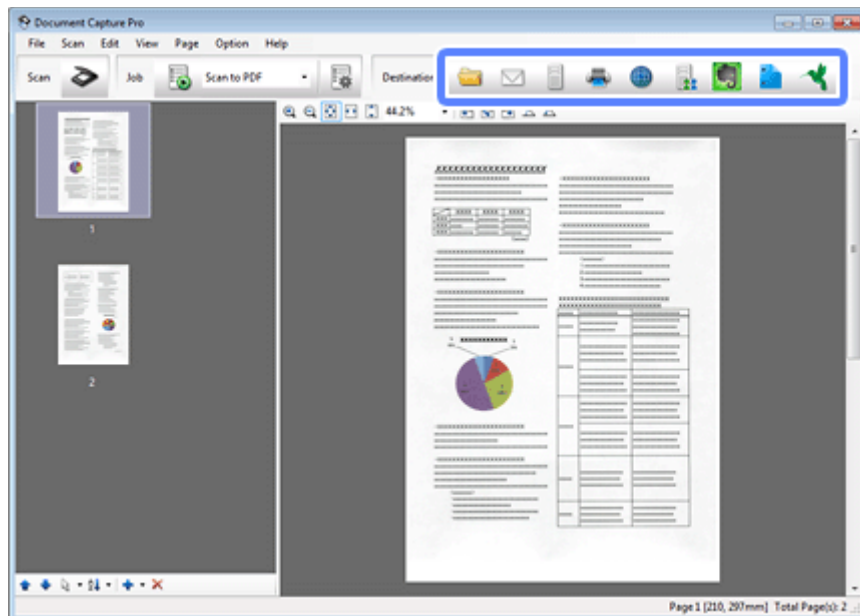 Document Capture Pro
File Scan Edit View Page Option Help
Scan Job Scan to PDF Destination
44.2%
1
2
Page 1 [210, 297mm] Total Page(s): 2